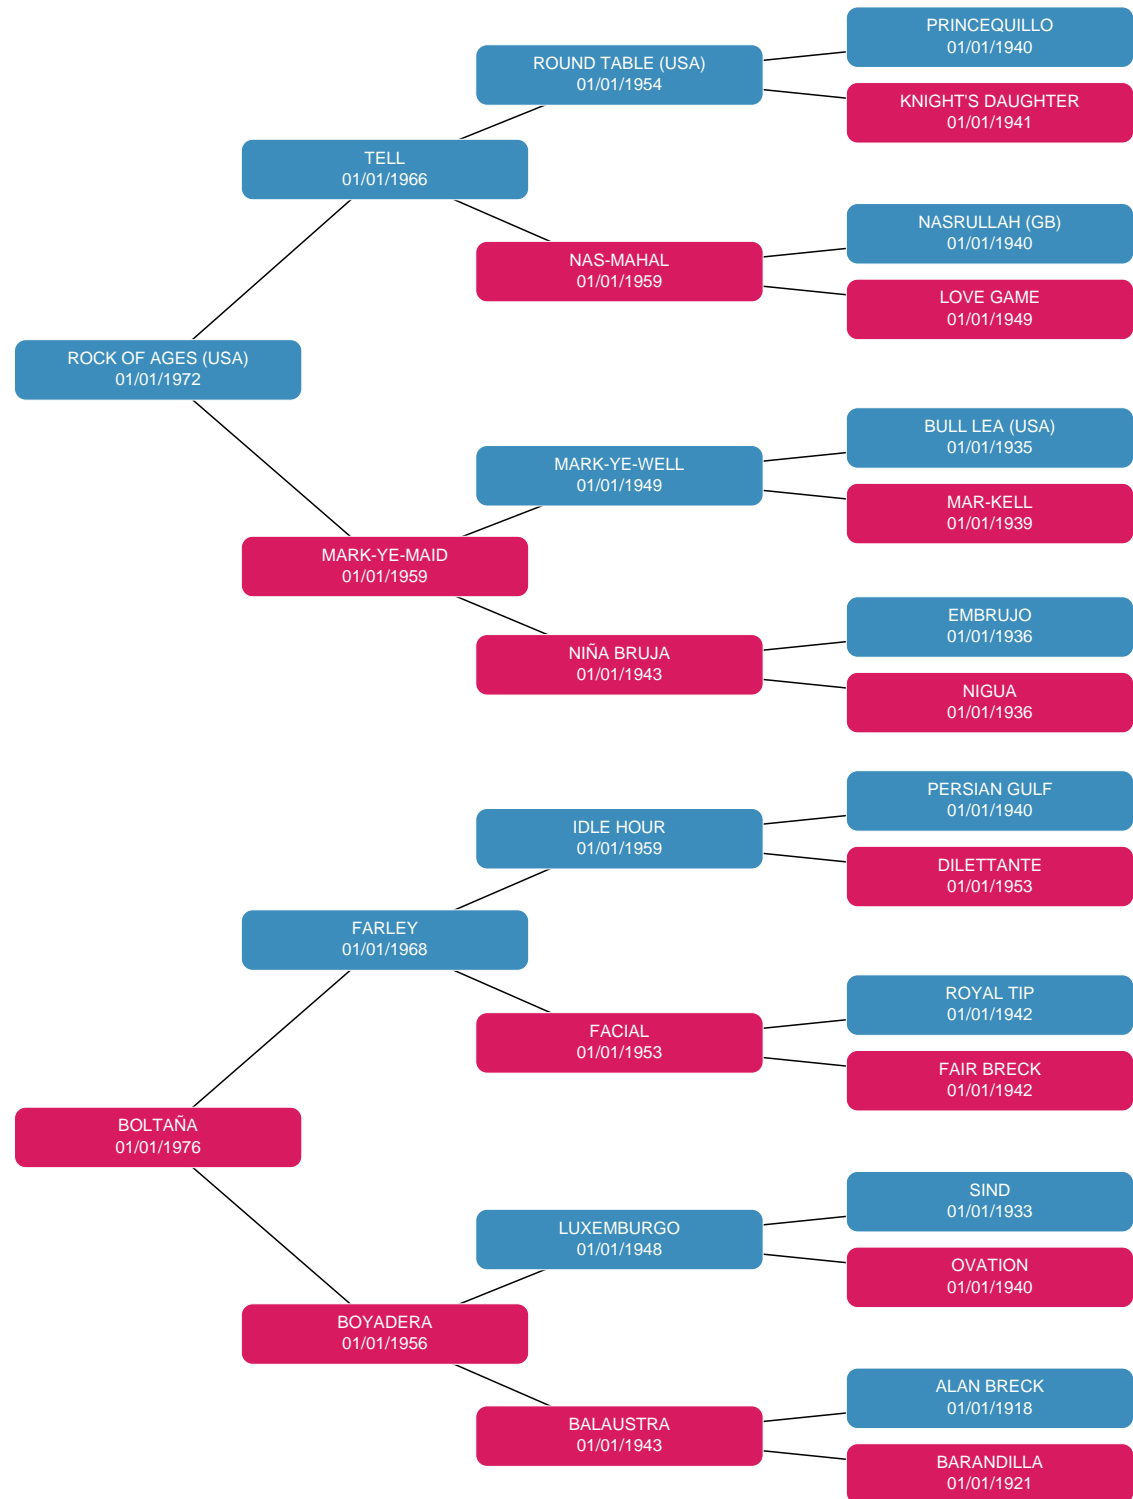 PRINCEQUILLO
01/01/1940
ROUND TABLE (USA)
01/01/1954
KNIGHT'S DAUGHTER
01/01/1941
TELL
01/01/1966
NASRULLAH (GB)
01/01/1940
NAS-MAHAL
01/01/1959
LOVE GAME
01/01/1949
ROCK OF AGES (USA)
01/01/1972
BULL LEA (USA)
01/01/1935
MARK-YE-WELL
01/01/1949
MAR-KELL
01/01/1939
MARK-YE-MAID
01/01/1959
EMBRUJO
01/01/1936
NIÑA BRUJA
01/01/1943
NIGUA
01/01/1936
PERSIAN GULF
01/01/1940
IDLE HOUR
01/01/1959
DILETTANTE
01/01/1953
FARLEY
01/01/1968
ROYAL TIP
01/01/1942
FACIAL
01/01/1953
FAIR BRECK
01/01/1942
BOLTAÑA
01/01/1976
SIND
01/01/1933
LUXEMBURGO
01/01/1948
OVATION
01/01/1940
BOYADERA
01/01/1956
ALAN BRECK
01/01/1918
BALAUSTRA
01/01/1943
BARANDILLA
01/01/1921